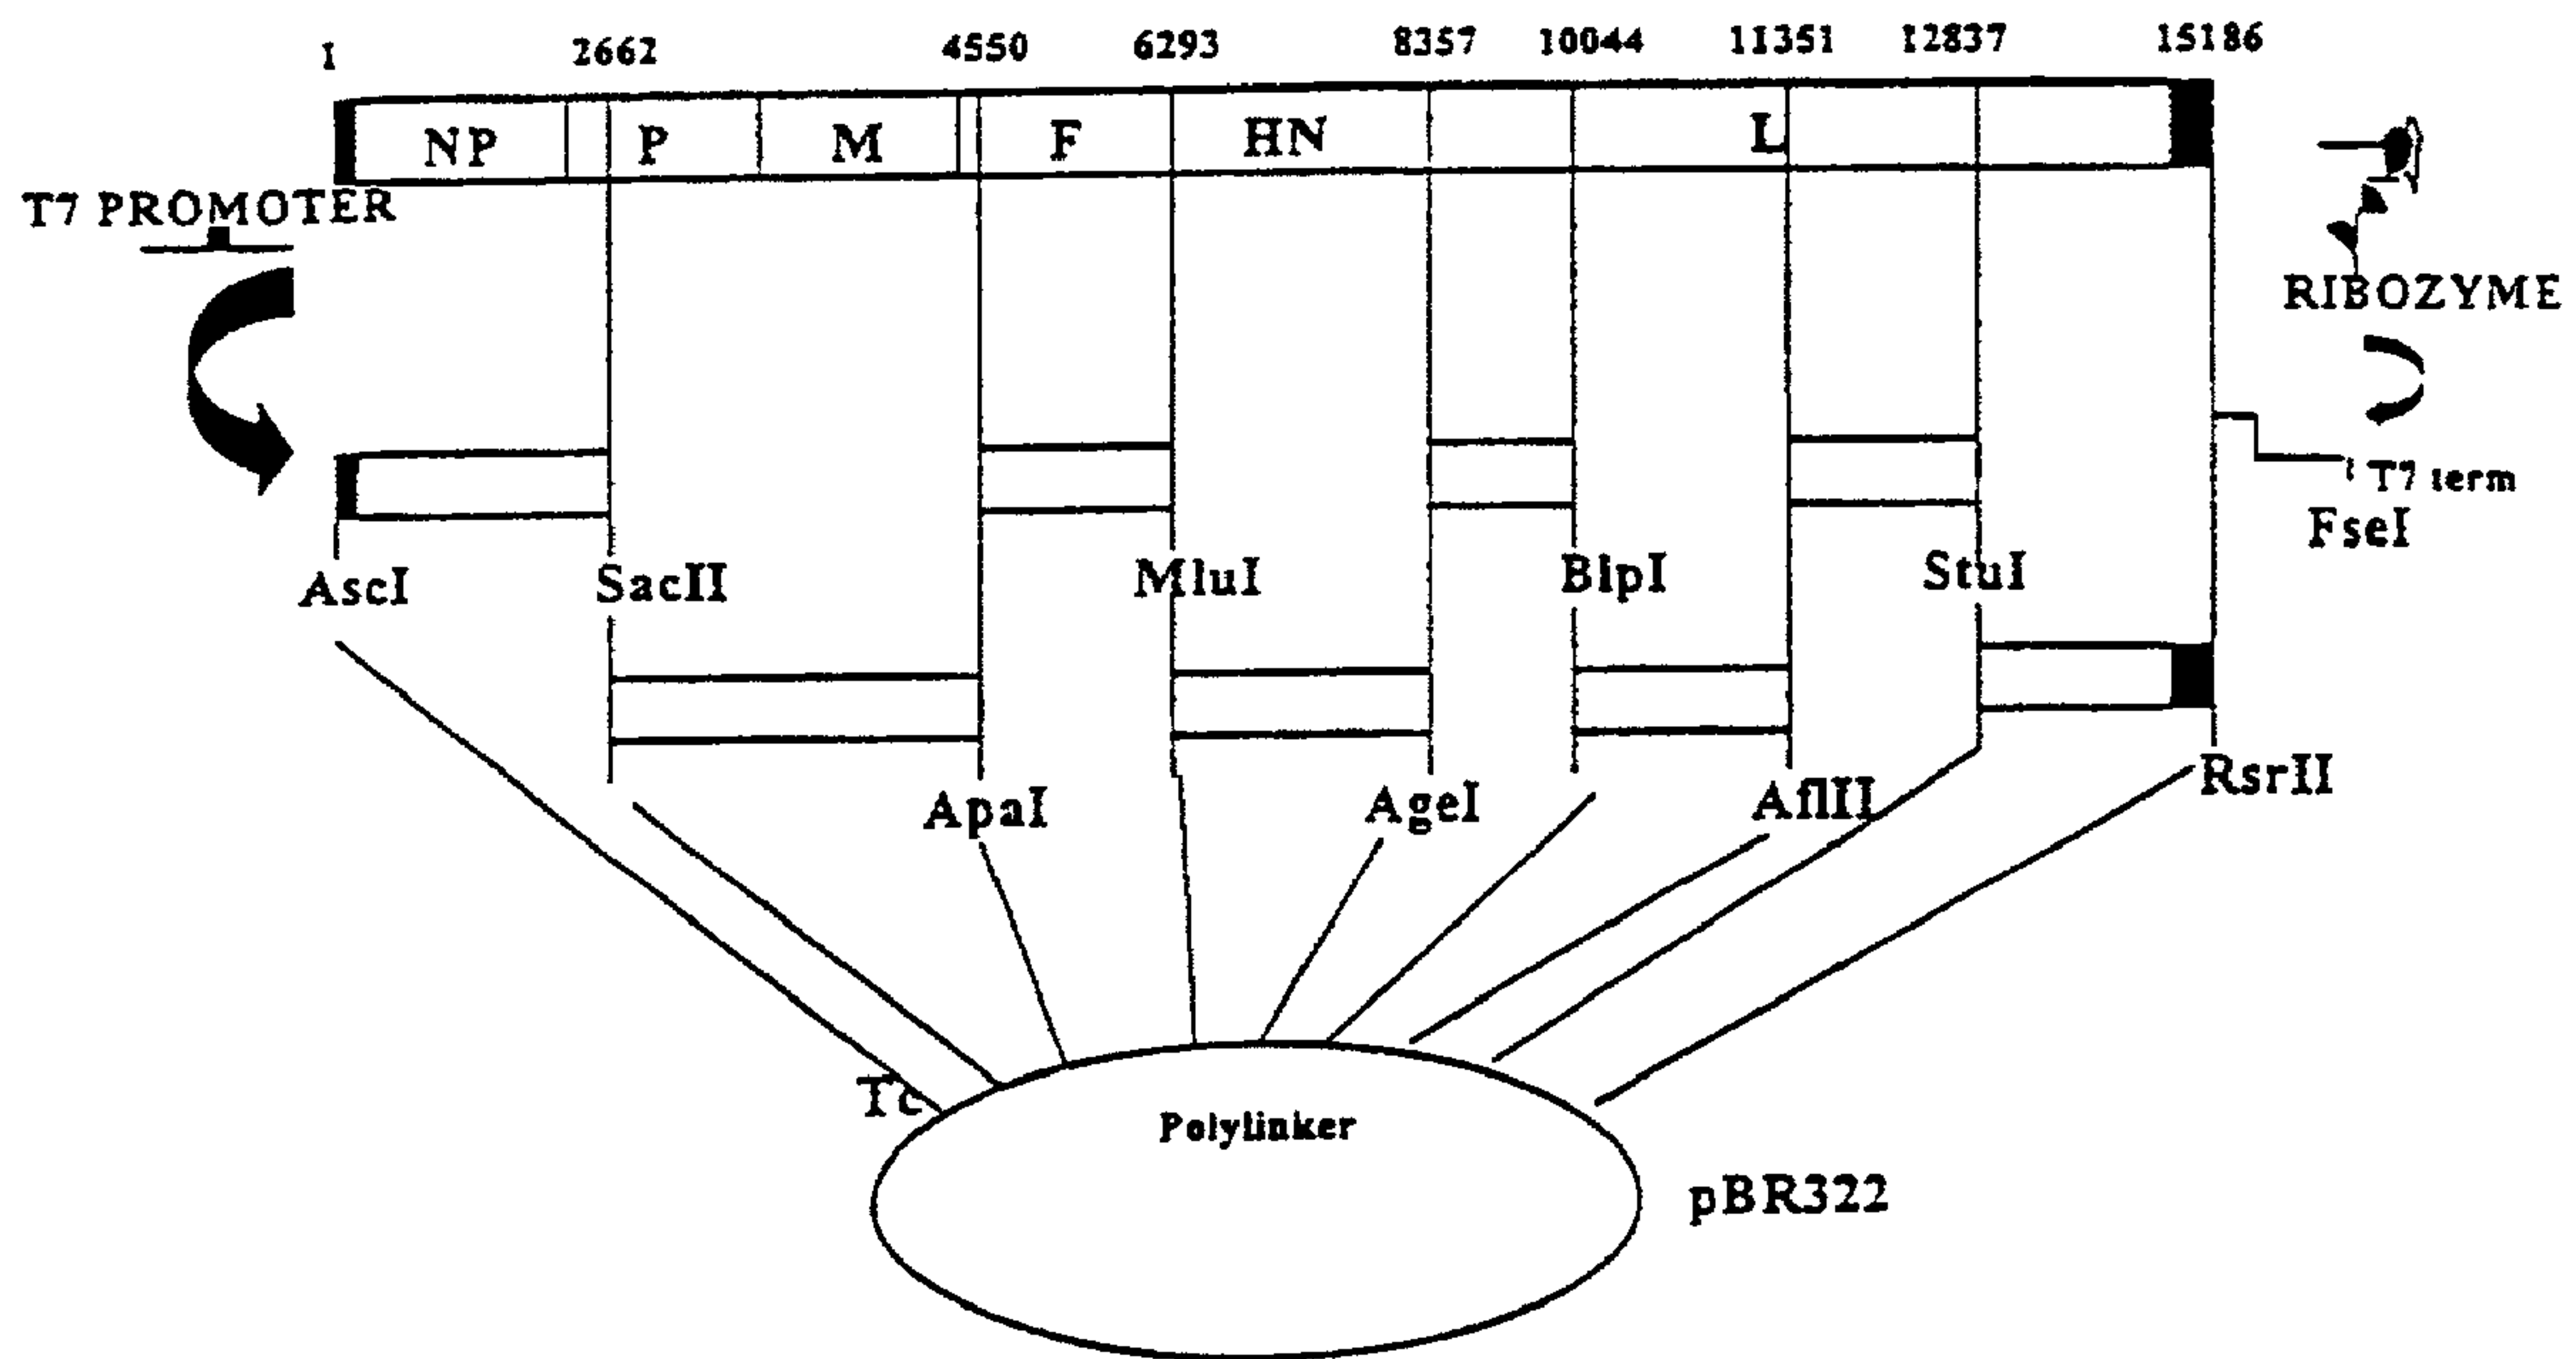 1 2662 4550 6293 8357 10044 11351 12837 15186
NP P M F HN L
T7 PROMOTER
RIBOZYME
T7 term
FseI
AscI SacII MluI BlpI StuI
ApaI AgeI AflII RsrII
Tc
Polylinker
pBR322